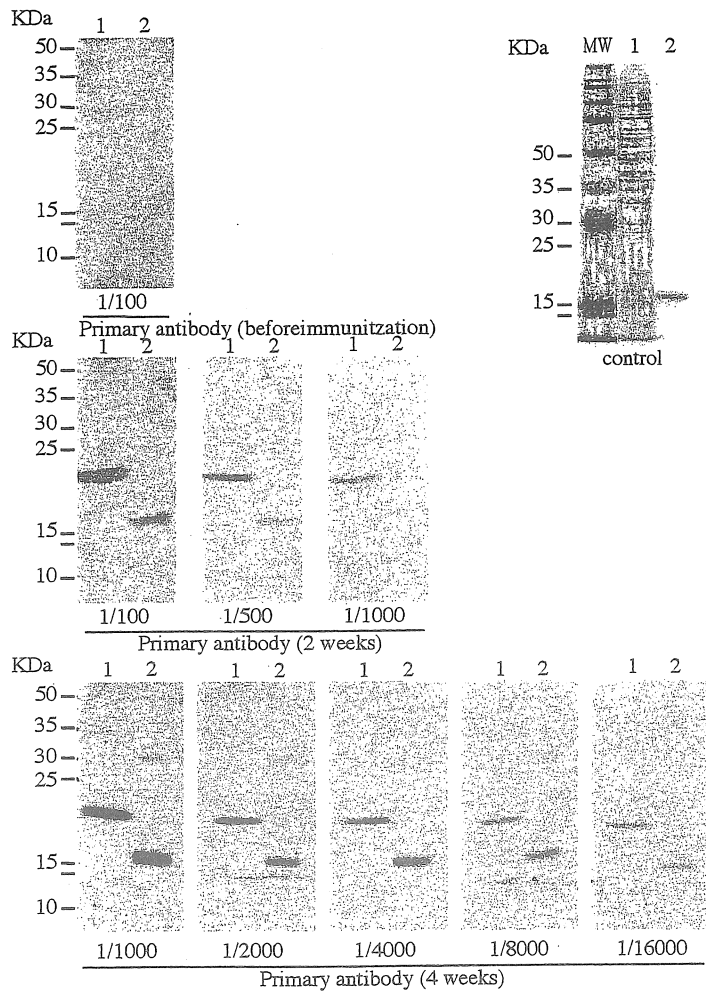 KDa 1 2
50
35
30
25
15
10
1/100
Primary antibody (beforeimmunitzation)
KDa MW 1 2
50
35
30
25
15
control
KDa 1 2 1 2 1 2
50
35
30
25
15
10
1/100 1/500 1/1000
Primary antibody (2 weeks)
KDa 1 2 1 2 1 2 1 2 1 2
50
35
30
25
15
10
1/1000 1/2000 1/4000 1/8000 1/16000
Primary antibody (4 weeks)